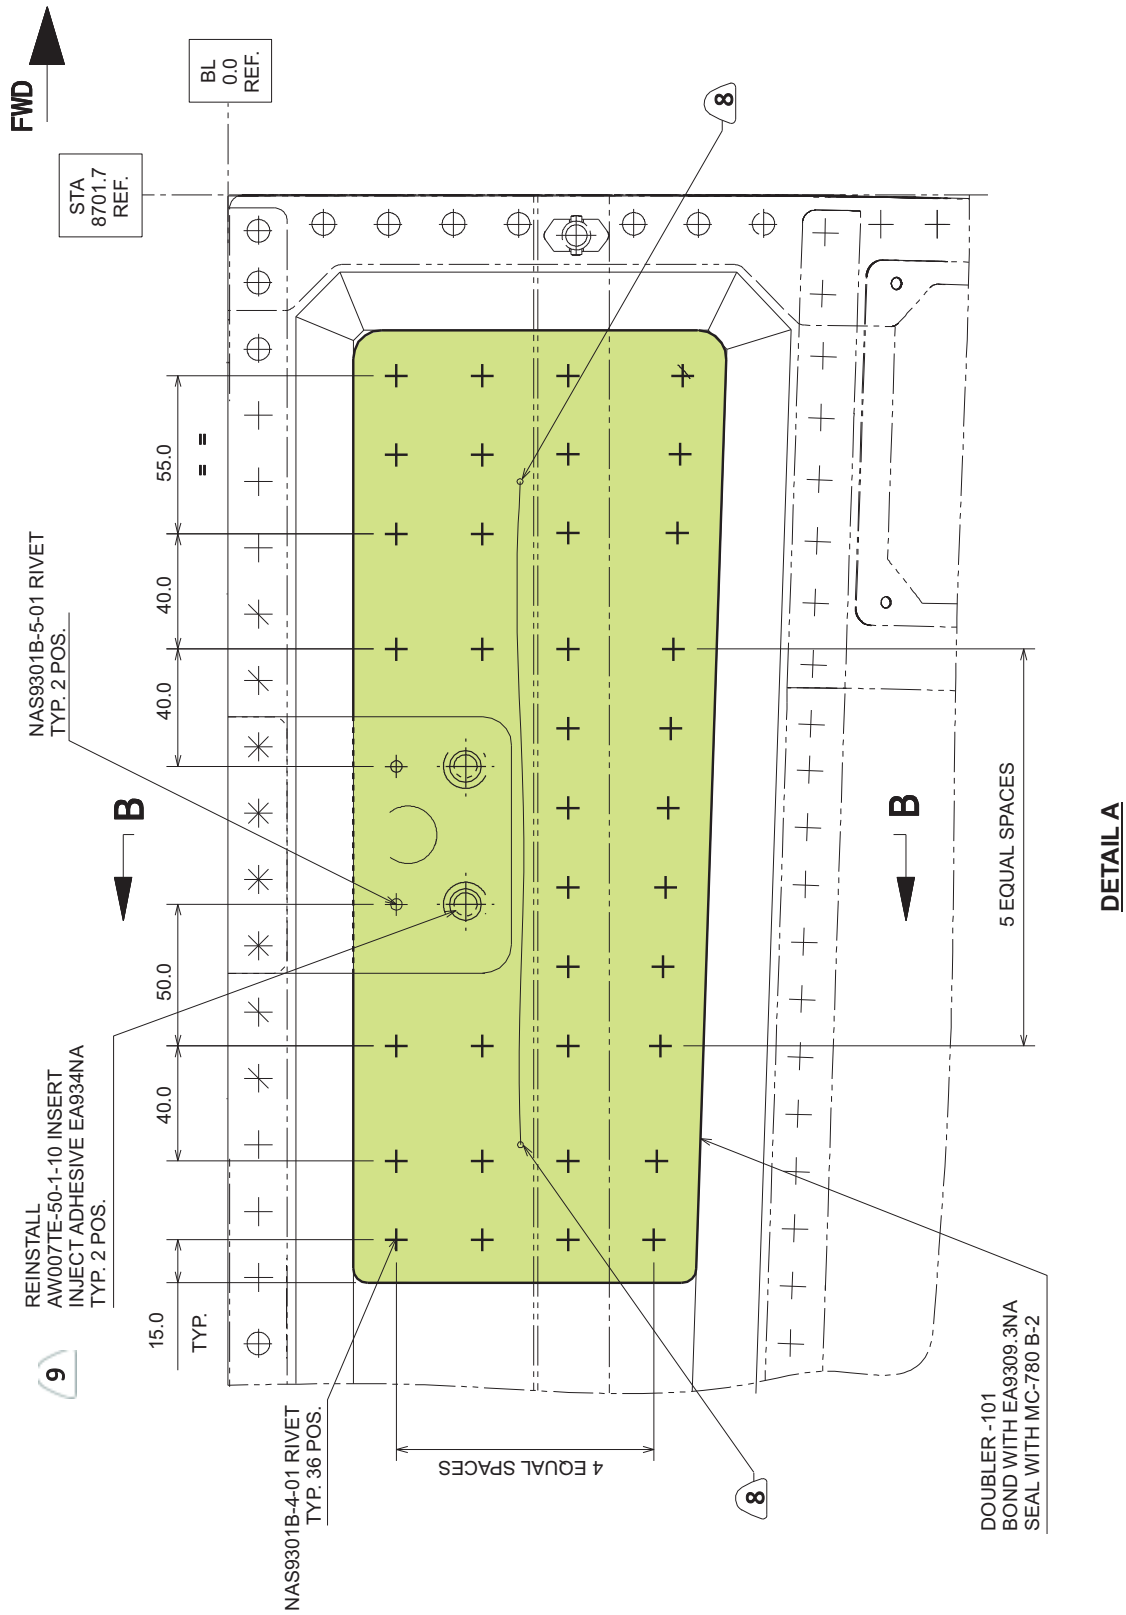 FWD
STA
8701.7
REF.
BL
0.0
REF.
8
NAS9301B-5-01 RIVET
TYP. 2 POS.
55.0
= =
40.0
40.0
50.0
40.0
15.0
TYP.
B
B
9
REINSTALL
AW007TE-50-1-10 INSERT
INJECT ADHESIVE EA934NA
TYP. 2 POS.
NAS9301B-4-01 RIVET
TYP. 36 POS.
4 EQUAL SPACES
5 EQUAL SPACES
8
DOUBLER -101
BOND WITH EA9309.3NA
SEAL WITH MC-780 B-2
DETAIL A